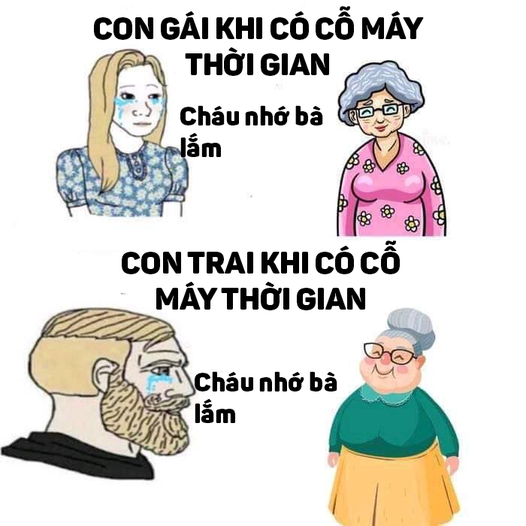 CON GÁI KHI CÓ CỖ MÁY
THỜI GIAN
Cháu nhớ bà
lắm
CON TRAI KHI CÓ CỖ
MÁY THỜI GIAN
Cháu nhớ bà
lắm